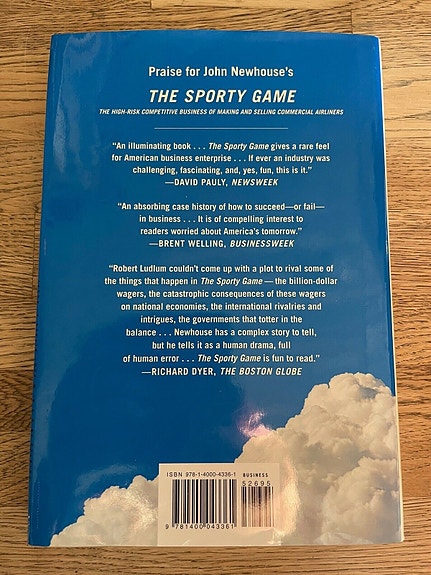 Praise for John Newhouse's
THE SPORTY GAME
THE HIGH-RISK COMPETITIVE BUSINESS OF MAKING AND SELLING COMMERCIAL AIRLINERS
“An illuminating book . . . The Sporty Game gives a rare feel
for American business enterprise . . . If ever an industry was
challenging, fascinating, and, yes, fun, this is it.”
—DAVID PAULY, NEWSWEEK
“An absorbing case history of how to succeed—or fail—
in business . . . It is of compelling interest to
readers worried about America's tomorrow.”
—BRENT WELLING, BUSINESSWEEK
“Robert Ludlum couldn't come up with a plot to rival some of
the things that happen in The Sporty Game—the billion-dollar
wagers, the catastrophic consequences of these wagers
on national economies, the international rivalries and
intrigues, the governments that totter in the
balance . . . Newhouse has a complex story to tell,
but he tells it as a human drama, full
of human error . . . The Sporty Game is fun to read.”
—RICHARD DYER, THE BOSTON GLOBE
ISBN 978-1-4000-4336-1 BUSINESS
52695
9 781400 043361